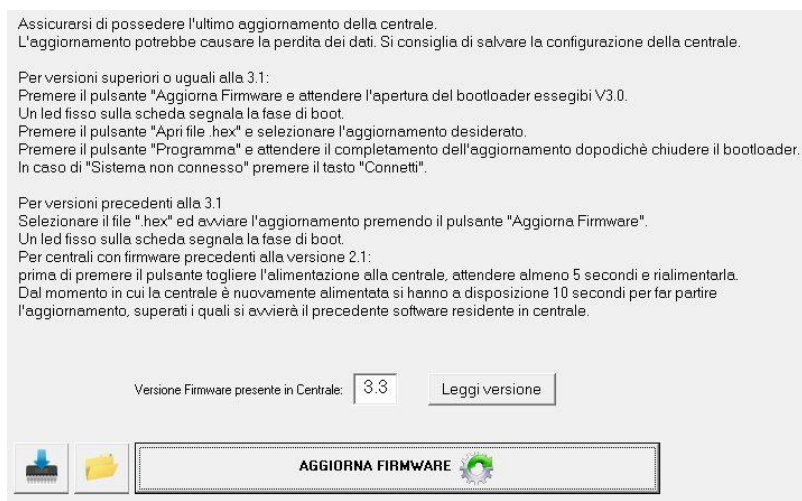 Assicurarsi di possedere l'ultimo aggiornamento della centrale.
L'aggiornamento potrebbe causare la perdita dei dati. Si consiglia di salvare la configurazione della centrale.
Per versioni superiori o uguali alla 3.1:
Premere il pulsante "Aggiorna Firmware e attendere l'apertura del bootloader essegibi V3.0.
Un led fisso sulla scheda segnala la fase di boot.
Premere il pulsante "Apri file .hex" e selezionare l'aggiornamento desiderato.
Premere il pulsante "Programma" e attendere il completamento dell'aggiornamento dopodichè chiudere il bootloader.
In caso di "Sistema non connesso" premere il tasto "Connetti".
Per versioni precedenti alla 3.1
Selezionare il file ".hex" ed avviare l'aggiornamento premendo il pulsante "Aggiorna Firmware".
Un led fisso sulla scheda segnala la fase di boot.
Per centrali con firmware precedenti alla versione 2.1:
prima di premere il pulsante togliere l'alimentazione alla centrale, attendere almeno 5 secondi e rialimentarla.
Dal momento in cui la centrale è nuovamente alimentata si hanno a disposizione 10 secondi per far partire
l'aggiornamento, superati i quali si avvierà il precedente software residente in centrale.
Versione Firmware presente in Centrale: 3.3 Leggi versione
AGGIORNA FIRMWARE